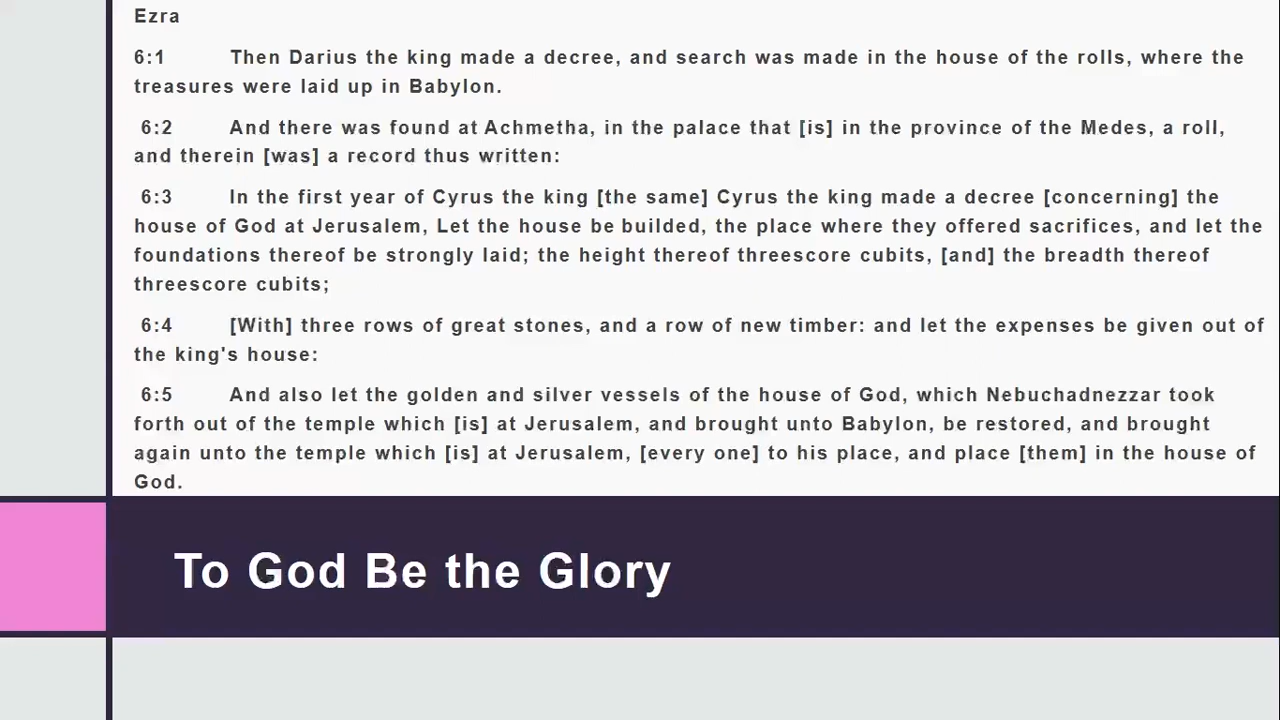 Ezra
6:1 Then Darius the king made a decree, and search was made in the house of the rolls, where the
treasures were laid up in Babylon.
6:2 And there was found at Achmetha, in the palace that [is] in the province of the Medes, a roll,
and therein [was] a record thus written:
6:3 In the first year of Cyrus the king [the same] Cyrus the king made a decree [concerning] the
house of God at Jerusalem, Let the house be builded, the place where they offered sacrifices, and let the
foundations thereof be strongly laid; the height thereof threescore cubits, [and] the breadth thereof
threescore cubits;
6:4 [With] three rows of great stones, and a row of new timber: and let the expenses be given out of
the king's house:
6:5 And also let the golden and silver vessels of the house of God, which Nebuchadnezzar took
forth out of the temple which [is] at Jerusalem, and brought unto Babylon, be restored, and brought
again unto the temple which [is] at Jerusalem, [every one] to his place, and place [them] in the house of
God.
To God Be the Glory